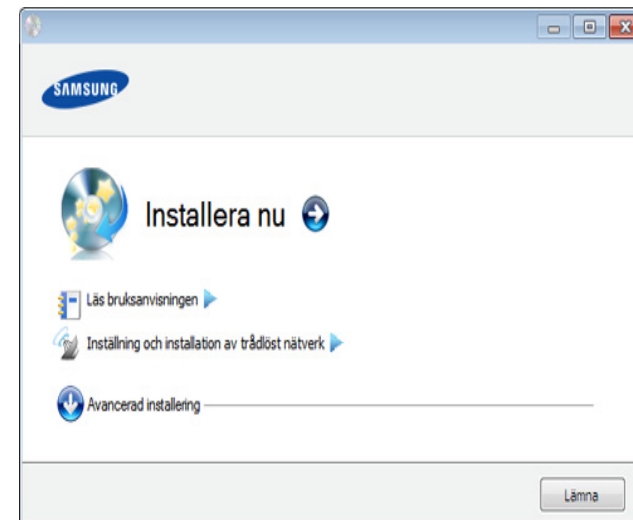 SAMSUNG
Installera nu
Läs bruksanvisningen
Inställning och installation av trådlöst nätverk
Avancerad installering
Lämna